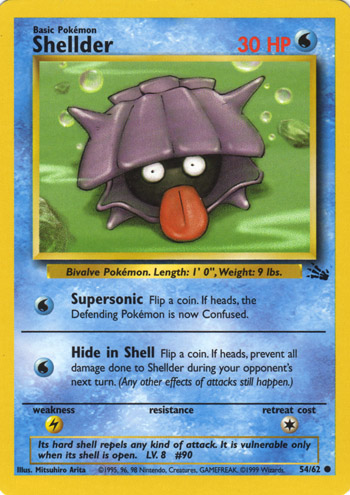 Basic Pokémon
Shellder 30 HP
Bivalve Pokémon. Length: 1' 0", Weight: 9 lbs.
Supersonic Flip a coin. If heads, the
Defending Pokémon is now Confused.
Hide in Shell Flip a coin. If heads, prevent all
damage done to Shellder during your opponent's
next turn. (Any other effects of attacks still happen.)
weakness resistance retreat cost
Its hard shell repels any kind of attack. It is vulnerable only
when its shell is open. LV. 8 #90
Illus. Mitsuhiro Arita ©1995, 96, 98 Nintendo, Creatures, GAMEFREAK. ©1999 Wizards. 54/62